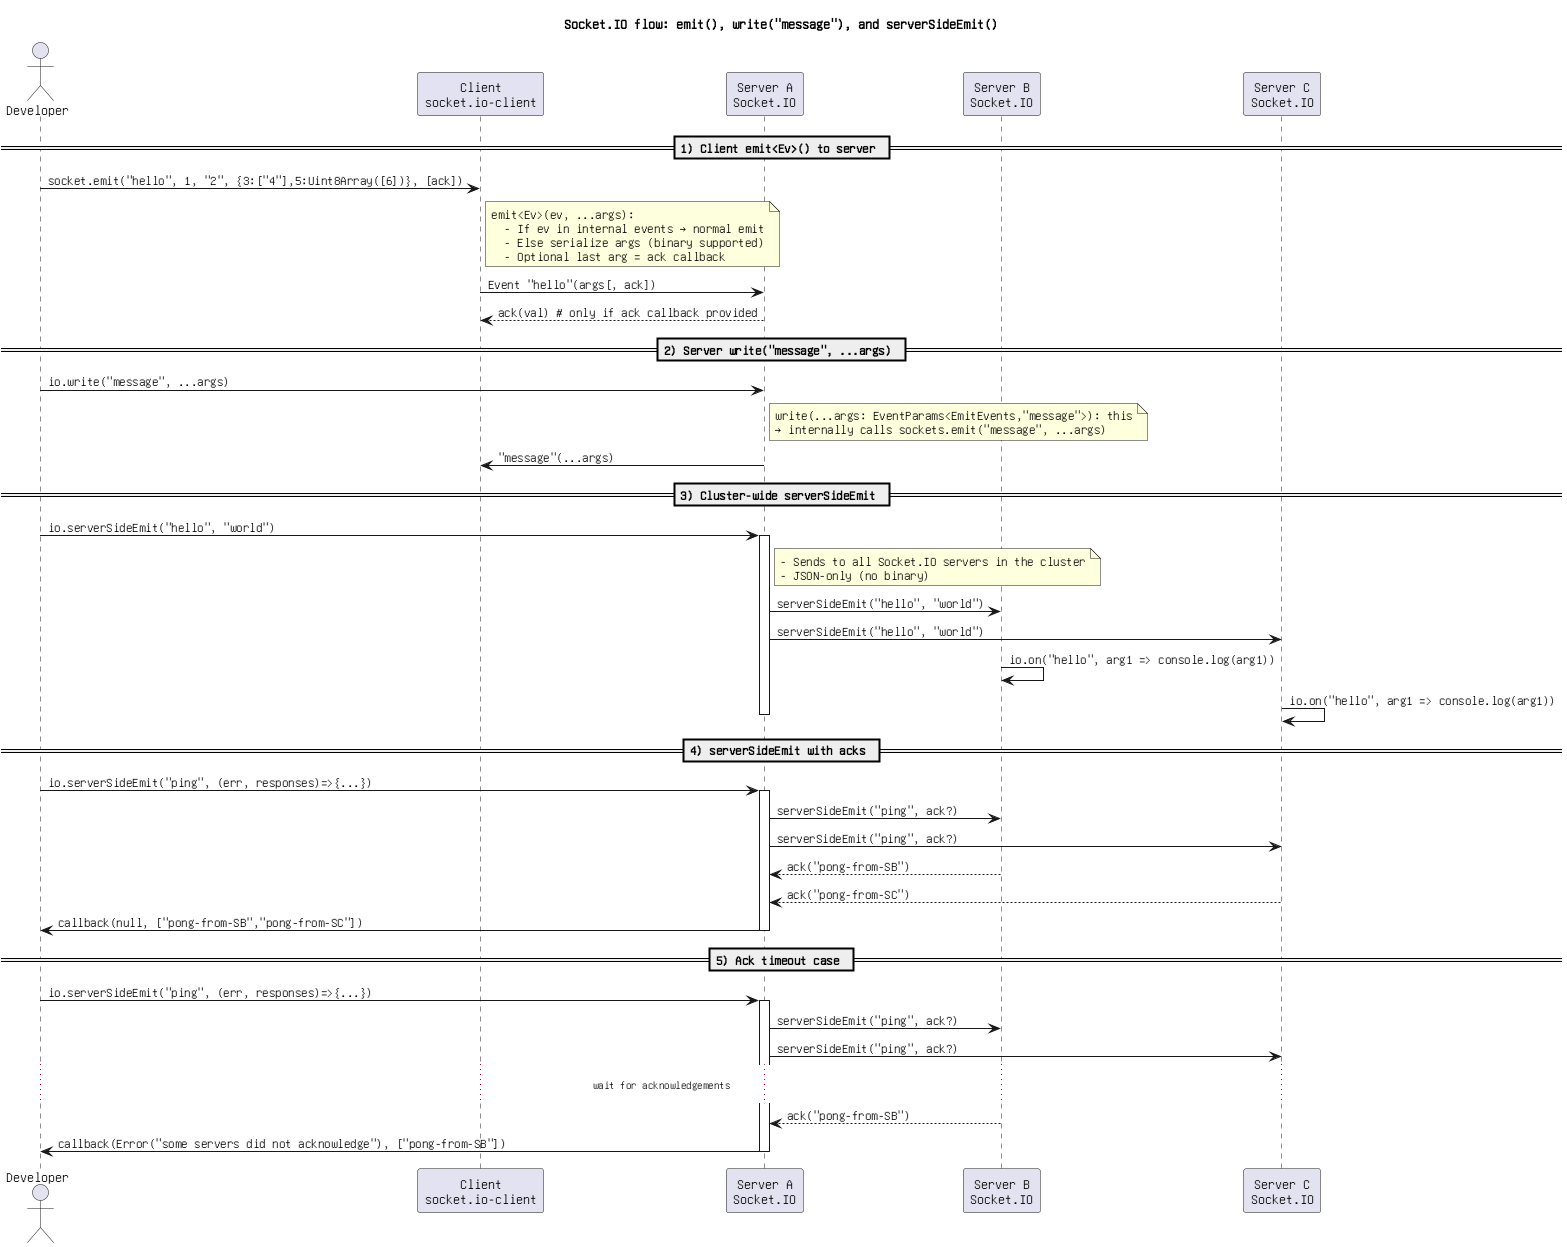 Socket.IO flow: emit(), write("message"), and serverSideEmit()
Developer
Client
socket.io-client
Server A
Socket.IO
Server B
Socket.IO
Server C
Socket.IO
1) Client emit<Ev>() to server
socket.emit("hello", 1, "2", {3:["4"],5:Uint8Array([6])}, [ack])
emit<Ev>(ev, ...args):
- If ev in internal events → normal emit
- Else serialize args (binary supported)
- Optional last arg = ack callback
Event "hello"(args[, ack])
ack(val) # only if ack callback provided
2) Server write("message", ...args)
io.write("message", ...args)
write(...args: EventParams<EmitEvents,"message">): this
→ internally calls sockets.emit("message", ...args)
"message"(...args)
3) Cluster-wide serverSideEmit
io.serverSideEmit("hello", "world")
- Sends to all Socket.IO servers in the cluster
- JSON-only (no binary)
serverSideEmit("hello", "world")
serverSideEmit("hello", "world")
io.on("hello", arg1 => console.log(arg1))
io.on("hello", arg1 => console.log(arg1))
4) serverSideEmit with acks
io.serverSideEmit("ping", (err, responses)=>{...})
serverSideEmit("ping", ack?)
serverSideEmit("ping", ack?)
ack("pong-from-SB")
ack("pong-from-SC")
callback(null, ["pong-from-SB","pong-from-SC"])
5) Ack timeout case
io.serverSideEmit("ping", (err, responses)=>{...})
serverSideEmit("ping", ack?)
serverSideEmit("ping", ack?)
wait for acknowledgements
ack("pong-from-SB")
callback(Error("some servers did not acknowledge"), ["pong-from-SB"])
Developer
Client
socket.io-client
Server A
Socket.IO
Server B
Socket.IO
Server C
Socket.IO